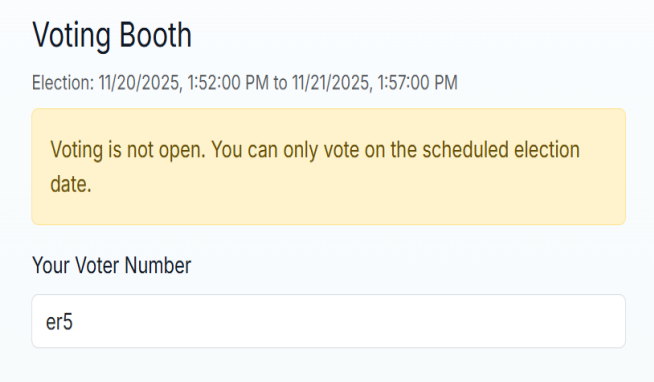 Voting Booth
Election: 11/20/2025, 1:52:00 PM to 11/21/2025, 1:57:00 PM
Voting is not open. You can only vote on the scheduled election
date.
Your Voter Number
er5